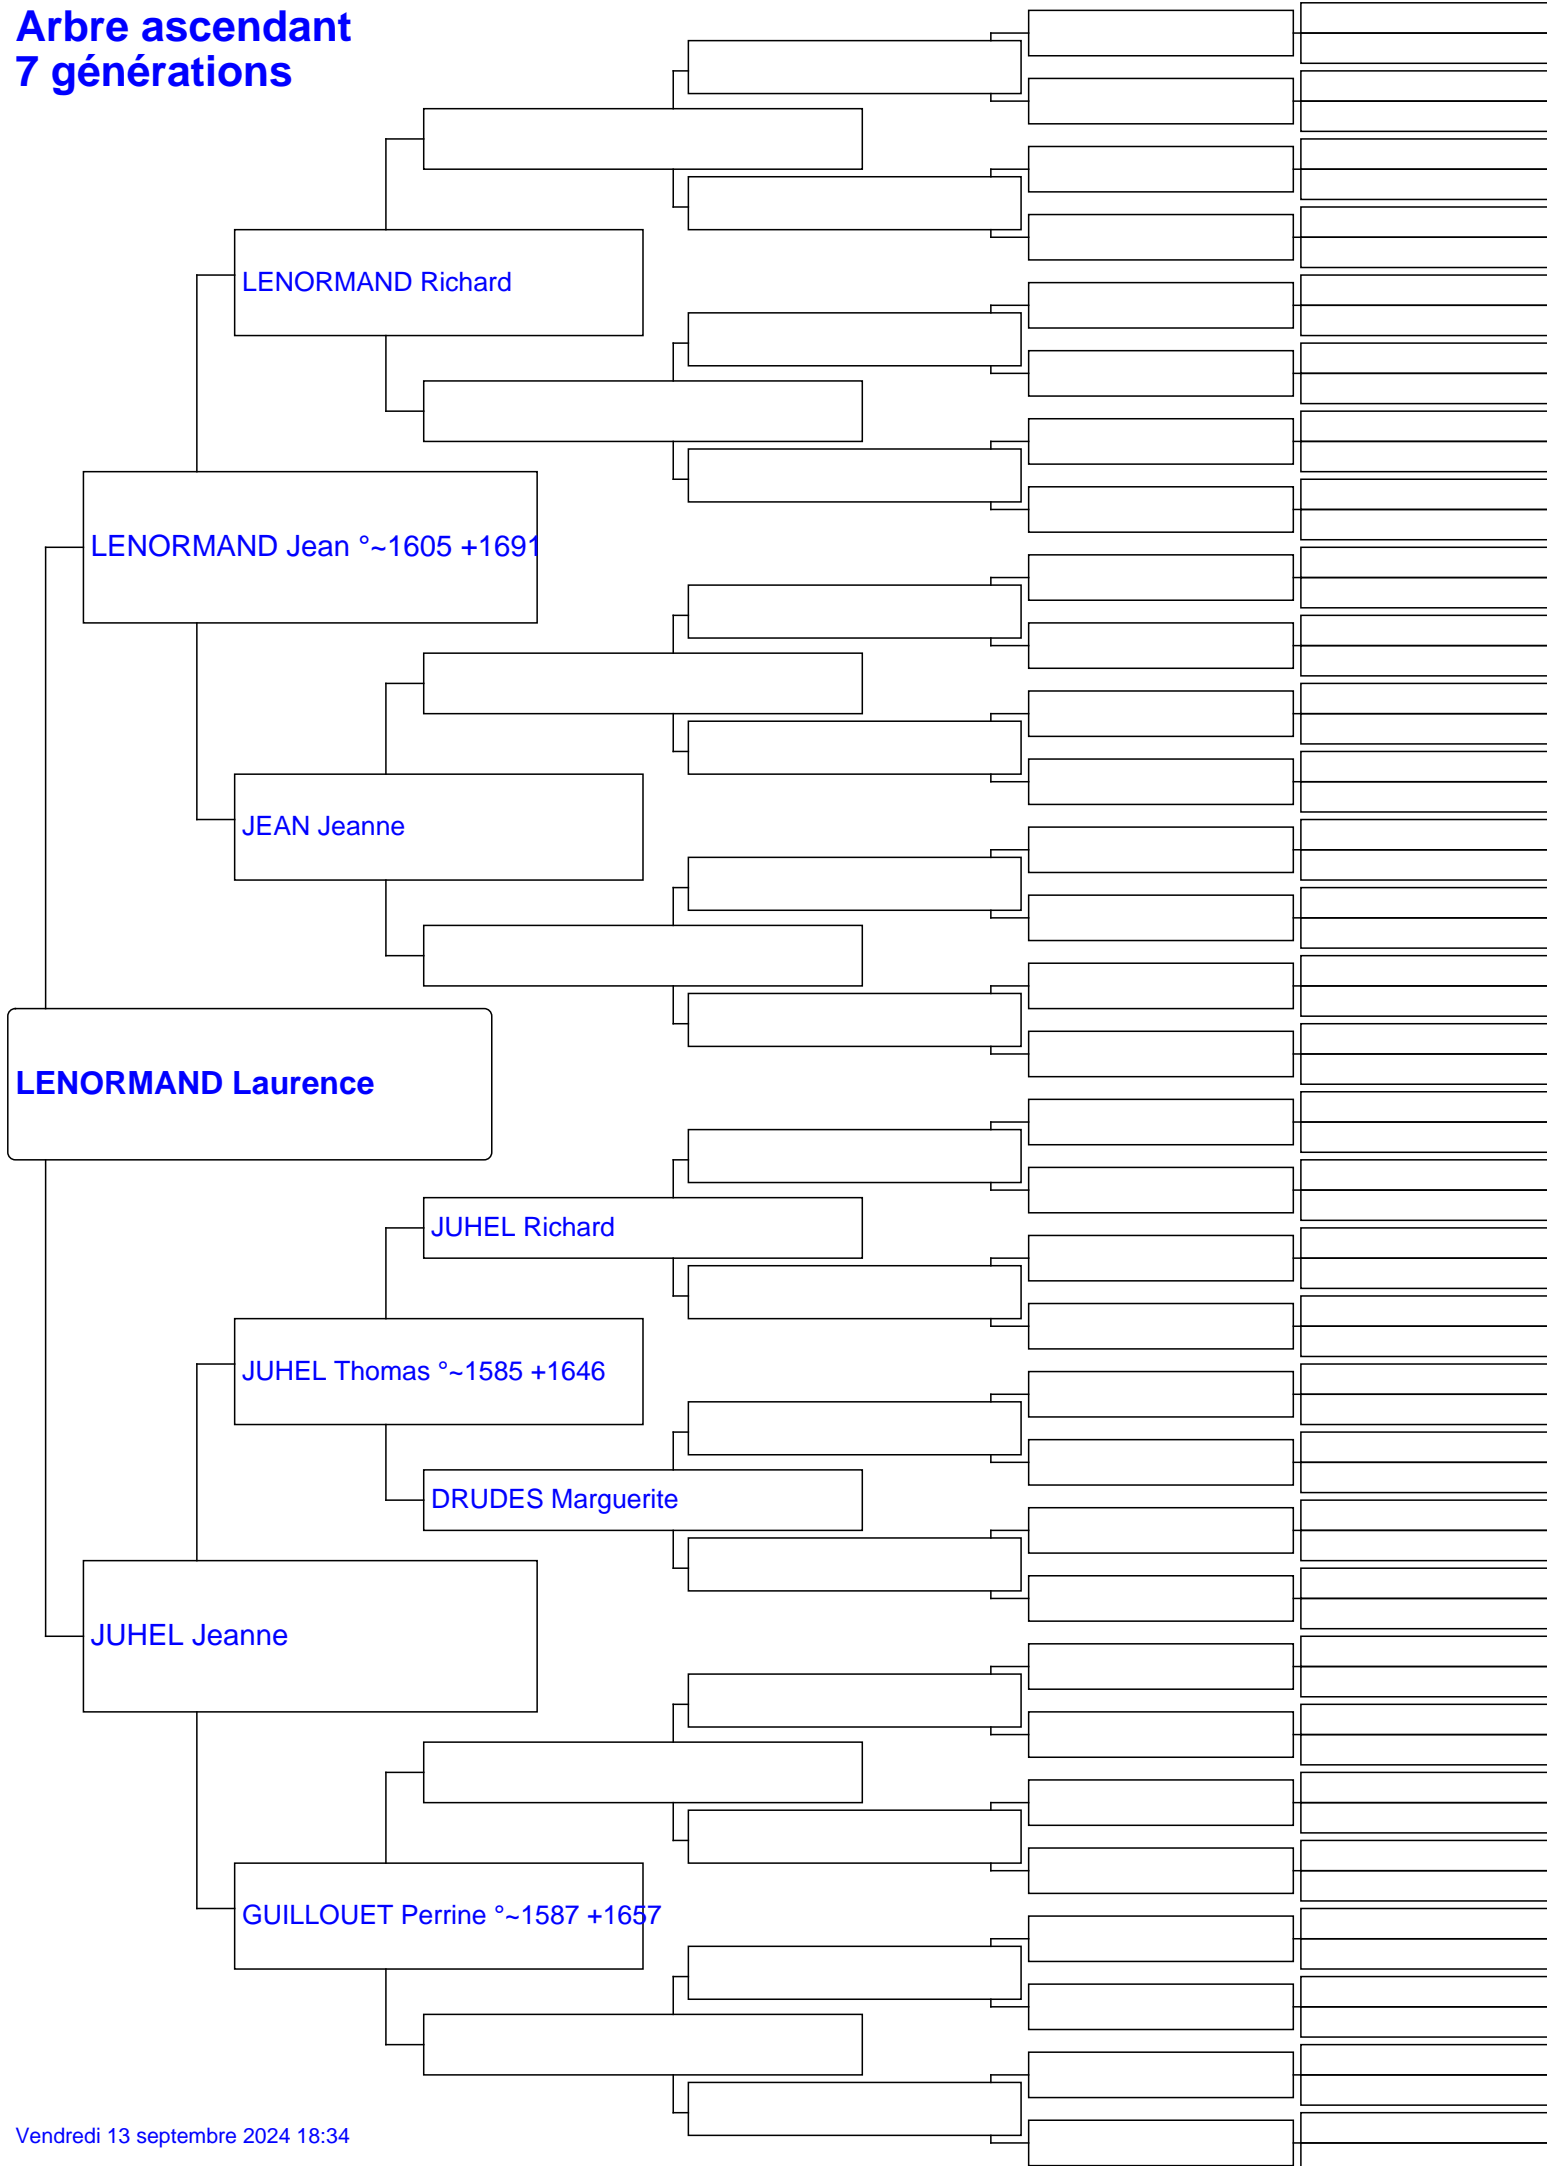 Arbre ascendant
7 générations
LENORMAND Richard
LENORMAND Jean °~1605 +1691
JEAN Jeanne
LENORMAND Laurence
JUHEL Richard
JUHEL Thomas °~1585 +1646
DRUDES Marguerite
JUHEL Jeanne
GUILLOUET Perrine °~1587 +1657
Vendredi 13 septembre 2024 18:34